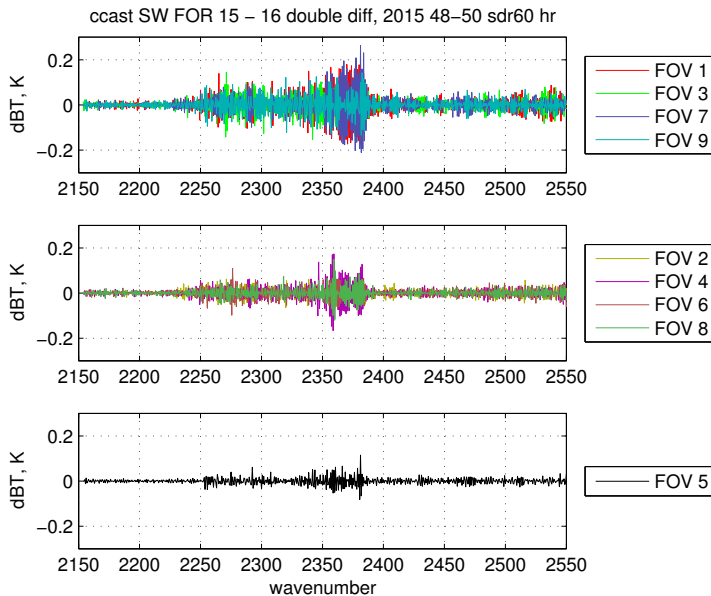 ccast SW FOR 15 − 16 double diff, 2015 48−50 sdr60 hr
dBT, K
0.2
0
−0.2
2150 2200 2250 2300 2350 2400 2450 2500 2550
FOV 1
FOV 3
FOV 7
FOV 9
dBT, K
0.2
0
−0.2
2150 2200 2250 2300 2350 2400 2450 2500 2550
FOV 2
FOV 4
FOV 6
FOV 8
dBT, K
0.2
0
−0.2
2150 2200 2250 2300 2350 2400 2450 2500 2550
wavenumber
FOV 5